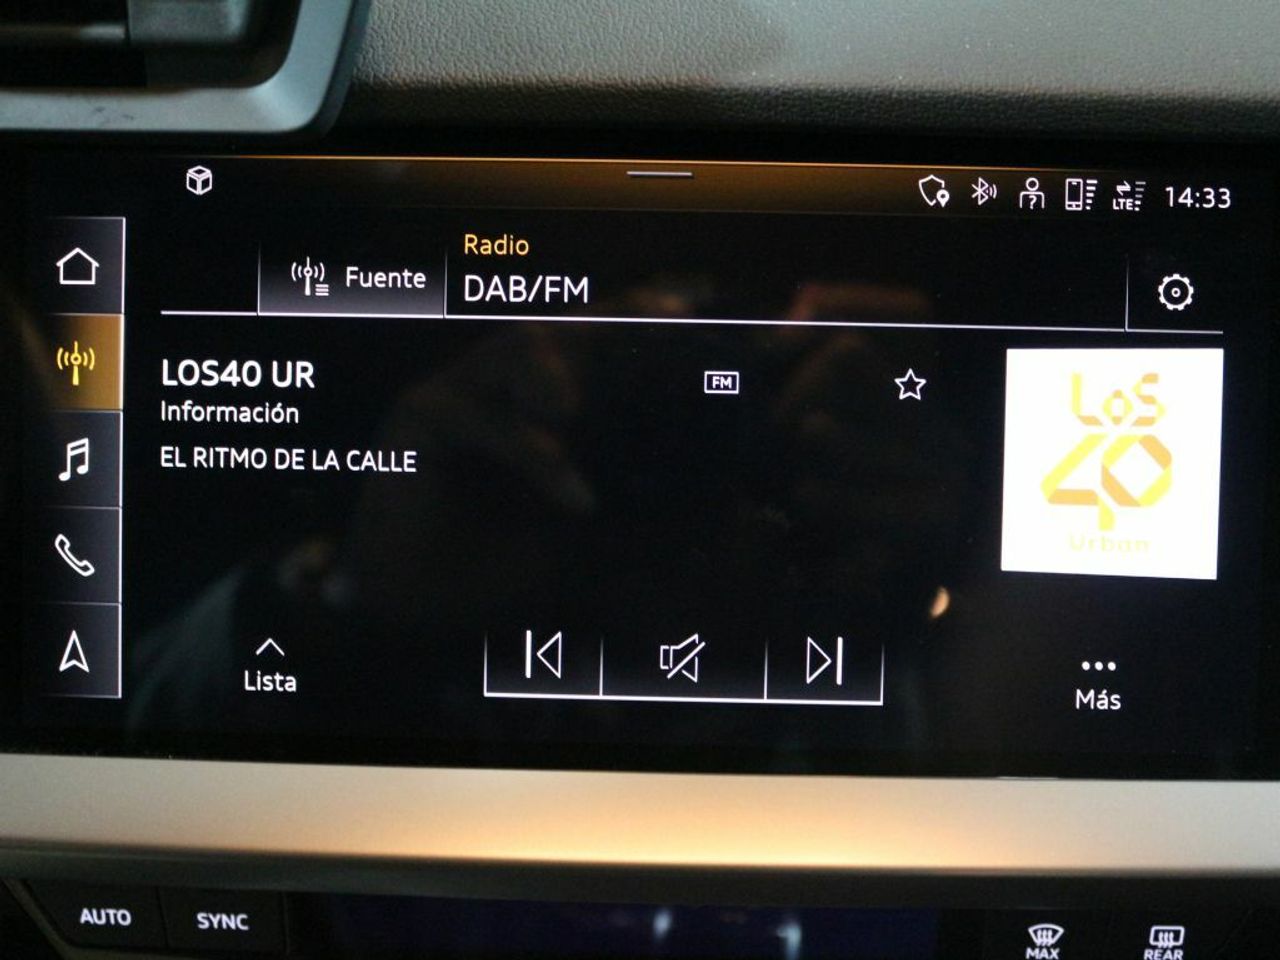 LTE 14:33
Radio
Fuente
DAB/FM
LOS40 UR
FM
Información
EL RITMO DE LA CALLE
LOS
40
Urban
Lista
Más
AUTO
SYNC
MAX
REAR